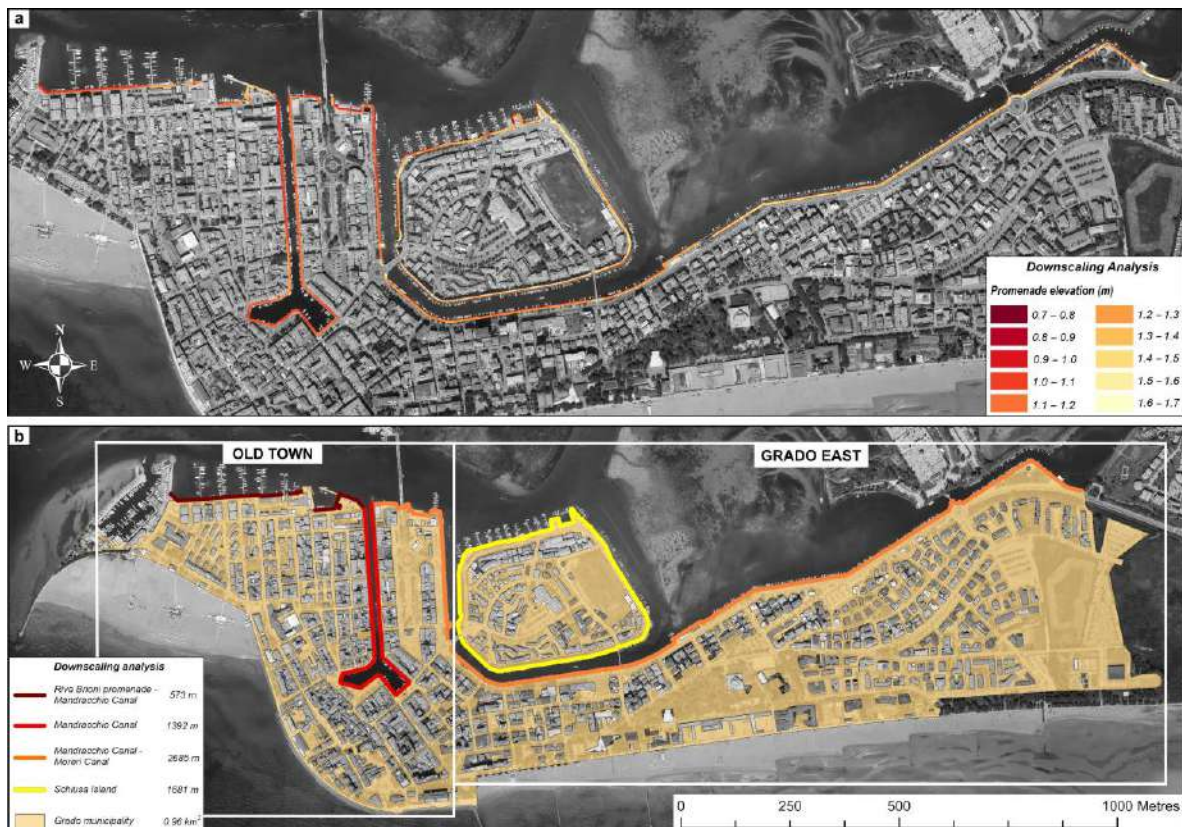 a
N
W E
S
Downscaling Analysis
Promenade elevation (m)
0.7 – 0.8
0.8 – 0.9
0.9 – 1.0
1.0 – 1.1
1.1 – 1.2
1.2 – 1.3
1.3 – 1.4
1.4 – 1.5
1.5 – 1.6
1.6 – 1.7
b
OLD TOWN
GRADO EAST
Downscaling analysis
Riva Brioni promenade -
Mandracchio Canal
573 m
Mandracchio Canal
1392 m
Mandracchio Canal -
Moreri Canal
2685 m
Schiusa Island
1681 m
Grado municipality
0.96 km²
0 250 500 1000 Metres